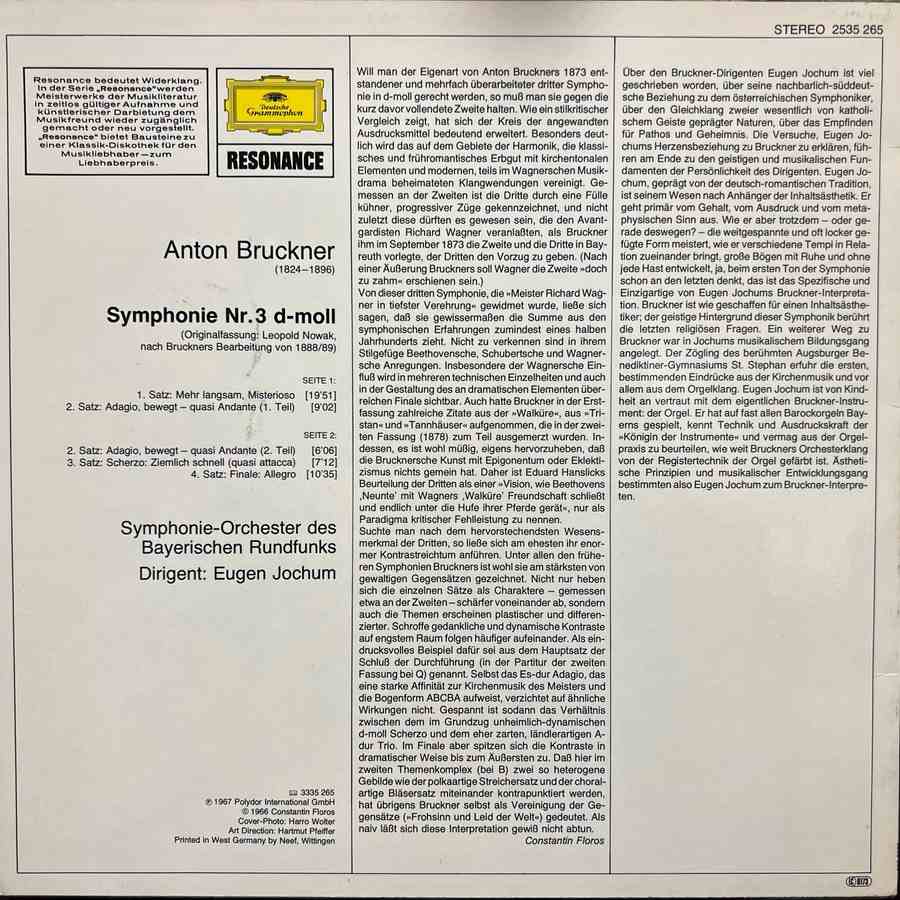 STEREO 2535 265
Resonance bedeutet Widerklang.
In der Serie „Resonance"werden
Meisterwerke der Musikliteratur
in zeitlos gültiger Aufnahme und
künstlerischer Darbietung dem
Musikfreund wieder zugänglich
gemacht oder neu vorgestellt.
„Resonance" bietet Bausteine zu
einer Klassik-Diskothek für den
Musikliebhaber — zum
Liebhaberpreis.
Deutsche
Grammophon
RESONANCE
Anton Bruckner
(1824–1896)
Symphonie Nr. 3 d-moll
(Originalfassung: Leopold Nowak,
nach Bruckners Bearbeitung von 1888/89)
SEITE 1:
1. Satz: Mehr langsam, Misterioso [19'51]
2. Satz: Adagio, bewegt – quasi Andante (1. Teil) [9'02]
SEITE 2:
2. Satz: Adagio, bewegt – quasi Andante (2. Teil) [6'06]
3. Satz: Scherzo: Ziemlich schnell (quasi attacca) [7'12]
4. Satz: Finale: Allegro [10'35]
Symphonie-Orchester des
Bayerischen Rundfunks
Dirigent: Eugen Jochum
3335 265
℗ 1967 Polydor International GmbH
© 1966 Constantin Floros
Cover-Photo: Harro Wolter
Art Direction: Hartmut Pfeiffer
Printed in West Germany by Neef, Wittingen
Will man der Eigenart von Anton Bruckners 1873 ent-
standener und mehrfach überarbeiteter dritter Sympho-
nie in d-moll gerecht werden, so muß man sie gegen die
kurz davor vollendete Zweite halten. Wie ein stilkritischer
Vergleich zeigt, hat sich der Kreis der angewandten
Ausdrucksmittel bedeutend erweitert. Besonders deut-
lich wird das auf dem Gebiete der Harmonik, die klassi-
sches und frühromantisches Erbgut mit kirchentonalen
Elementen und modernen, teils im Wagnerschen Musik-
drama beheimateten Klangwendungen vereinigt. Ge-
messen an der Zweiten ist die Dritte durch eine Fülle
kühner, progressiver Züge gekennzeichnet, und nicht
zuletzt diese dürften es gewesen sein, die den Avant-
gardisten Richard Wagner veranlaßten, als Bruckner
ihm im September 1873 die Zweite und die Dritte in Bay-
reuth vorlegte, der Dritten den Vorzug zu geben. (Nach
einer Äußerung Bruckners soll Wagner die Zweite »doch
zu zahm« erschienen sein.)
Von dieser dritten Symphonie, die »Meister Richard Wag-
ner in tiefster Verehrung« gewidmet wurde, ließe sich
sagen, daß sie gewissermaßen die Summe aus den
symphonischen Erfahrungen zumindest eines halben
Jahrhunderts zieht. Nicht zu verkennen sind in ihrem
Stilgefüge Beethovensche, Schubertsche und Wagner-
sche Anregungen. Insbesondere der Wagnersche Ein-
fluß wird in mehreren technischen Einzelheiten und auch
in der Gestaltung des an dramatischen Elementen über-
reichen Finale sichtbar. Auch hatte Bruckner in der Erst-
fassung zahlreiche Zitate aus der »Walküre«, aus »Tri-
stan« und »Tannhäuser« aufgenommen, die in der zwei-
ten Fassung (1878) zum Teil ausgemerzt wurden. In-
dessen, es ist wohl müßig, eigens hervorzuheben, daß
die Brucknersche Kunst mit Epigonentum oder Eklekti-
zismus nichts gemein hat. Daher ist Eduard Hanslicks
Beurteilung der Dritten als einer »Vision, wie Beethovens
‚Neunte' mit Wagners ‚Walküre' Freundschaft schließt
und endlich unter die Hufe ihrer Pferde gerät«, nur als
Paradigma kritischer Fehlleistung zu nennen.
Suchte man nach dem hervorstechendsten Wesens-
merkmal der Dritten, so ließe sich am ehesten ihr enor-
mer Kontrastreichtum anführen. Unter allen den frühe-
ren Symphonien Bruckners ist wohl sie am stärksten von
gewaltigen Gegensätzen gezeichnet. Nicht nur heben
sich die einzelnen Sätze als Charaktere – gemessen
etwa an der Zweiten – schärfer voneinander ab, sondern
auch die Themen erscheinen plastischer und differen-
zierter. Schroffe gedankliche und dynamische Kontraste
auf engstem Raum folgen häufiger aufeinander. Als ein-
drucksvolles Beispiel dafür sei aus dem Hauptsatz der
Schluß der Durchführung (in der Partitur der zweiten
Fassung bei Q) genannt. Selbst das Es-dur Adagio, das
eine starke Affinität zur Kirchenmusik des Meisters und
die Bogenform ABCBA aufweist, verzichtet auf ähnliche
Wirkungen nicht. Gespannt ist sodann das Verhältnis
zwischen dem im Grundzug unheimlich-dynamischen
d-moll Scherzo und dem eher zarten, ländlerartigen A-
dur Trio. Im Finale aber spitzen sich die Kontraste in
dramatischer Weise bis zum Äußersten zu. Daß hier im
zweiten Themenkomplex (bei B) zwei so heterogene
Gebilde wie der polkaartige Streichersatz und der choral-
artige Bläsersatz miteinander kontrapunktiert werden,
hat übrigens Bruckner selbst als Vereinigung der Ge-
gensätze (»Frohsinn und Leid der Welt«) gedeutet. Als
naiv läßt sich diese Interpretation gewiß nicht abtun.
Constantin Floros
Über den Bruckner-Dirigenten Eugen Jochum ist viel
geschrieben worden, über seine nachbarlich-süddeut-
sche Beziehung zu dem österreichischen Symphoniker,
über den Gleichklang zweier wesentlich von katholi-
schem Geiste geprägter Naturen, über das Empfinden
für Pathos und Geheimnis. Die Versuche, Eugen Jo-
chums Herzensbeziehung zu Bruckner zu erklären, füh-
ren am Ende zu den geistigen und musikalischen Fun-
damenten der Persönlichkeit des Dirigenten. Eugen Jo-
chum, geprägt von der deutsch-romantischen Tradition,
ist seinem Wesen nach Anhänger der Inhaltsästhetik. Er
geht primär vom Gehalt, vom Ausdruck und vom meta-
physischen Sinn aus. Wie er aber trotzdem – oder ge-
rade deswegen? – die weitgespannte und oft locker ge-
fügte Form meistert, wie er verschiedene Tempi in Rela-
tion zueinander bringt, große Bögen mit Ruhe und ohne
jede Hast entwickelt, ja, beim ersten Ton der Symphonie
schon an den letzten denkt, das ist das Spezifische und
Einzigartige von Eugen Jochums Bruckner-Interpreta-
tion. Bruckner ist wie geschaffen für einen Inhaltsästhe-
tiker; der geistige Hintergrund dieser Symphonik berührt
die letzten religiösen Fragen. Ein weiterer Weg zu
Bruckner war in Jochums musikalischem Bildungsgang
angelegt. Der Zögling des berühmten Augsburger Be-
nediktiner-Gymnasiums St. Stephan erfuhr die ersten,
bestimmenden Eindrücke aus der Kirchenmusik und vor
allem aus dem Orgelklang. Eugen Jochum ist von Kind-
heit an vertraut mit dem eigentlichen Bruckner-Instru-
ment: der Orgel. Er hat auf fast allen Barockorgeln Bay-
erns gespielt, kennt Technik und Ausdruckskraft der
»Königin der Instrumente« und vermag aus der Orgel-
praxis zu beurteilen, wie weit Bruckners Orchesterklang
von der Registertechnik der Orgel gefärbt ist. Ästheti-
sche Prinzipien und musikalischer Entwicklungsgang
bestimmten also Eugen Jochum zum Bruckner-Interpre-
ten.